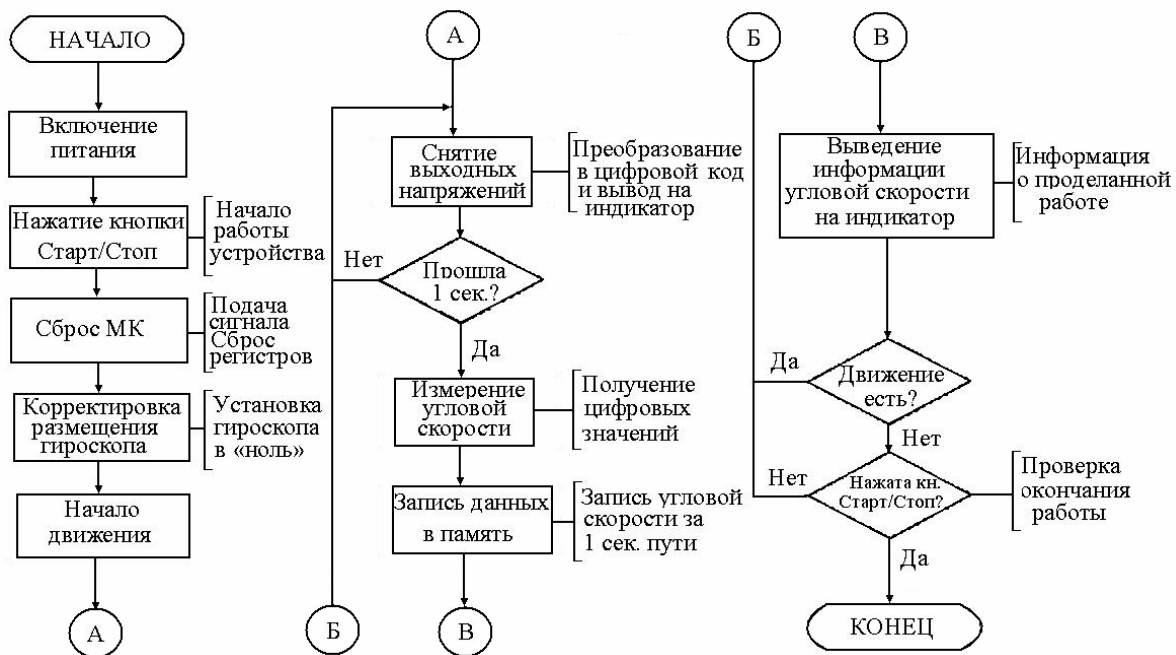 НАЧАЛО
Включение
питания
Нажатие кнопки
Старт/Стоп
Начало
работы
устройства
Сброс МК
Подача
сигнала
Сброс
регистров
Корректировка
размещения
гироскопа
Установка
гироскопа
в «ноль»
Начало
движения
А
А
Снятие
выходных
напряжений
Преобразование
в цифровой код
и вывод на
индикатор
Нет
Прошла
1 сек.?
Да
Измерение
угловой
скорости
Получение
цифровых
значений
Запись данных
в память
Запись угловой
скорости за
1 сек. пути
Б
В
Б
В
Выведение
информации
угловой скорости
на индикатор
Информация
о проделанной
работе
Да
Движение
есть?
Нет
Нет
Нажата кн.
Старт/Стоп?
Проверка
окончания
работы
Да
КОНЕЦ